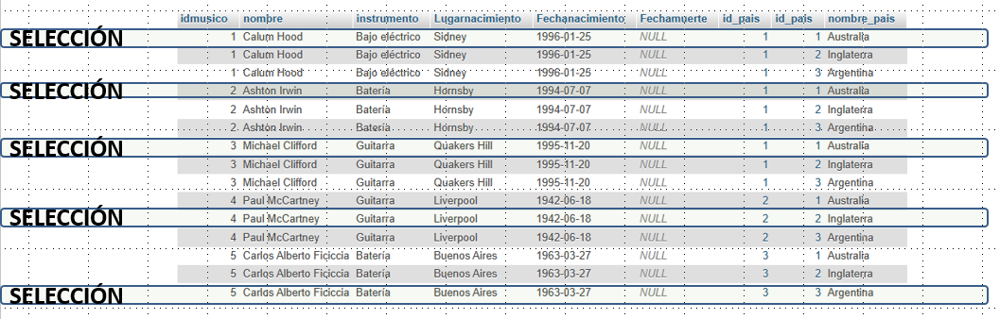 idmusico nombre instrumento Lugarnacimiento Fechanacimiento Fechamuerte id_pais id_pais nombre_pais
SELECCIÓN 1 Calum Hood Bajo eléctrico Sidney 1996-01-25 NULL 1 1 Australia
1 Calum Hood Bajo eléctrico Sidney 1996-01-25 NULL 1 2 Inglaterra
1 Calum Hood Bajo eléctrico Sidney 1996-01-25 NULL 1 3 Argentina
SELECCIÓN 2 Ashton Irwin Batería Hornsby 1994-07-07 NULL 1 1 Australia
2 Ashton Irwin Batería Hornsby 1994-07-07 NULL 1 2 Inglaterra
2 Ashton Irwin Batería Hornsby 1994-07-07 NULL 1 3 Argentina
SELECCIÓN 3 Michael Clifford Guitarra Quakers Hill 1995-11-20 NULL 1 1 Australia
3 Michael Clifford Guitarra Quakers Hill 1995-11-20 NULL 1 2 Inglaterra
3 Michael Clifford Guitarra Quakers Hill 1995-11-20 NULL 1 3 Argentina
4 Paul McCartney Guitarra Liverpool 1942-06-18 NULL 2 1 Australia
SELECCIÓN 4 Paul McCartney Guitarra Liverpool 1942-06-18 NULL 2 2 Inglaterra
4 Paul McCartney Guitarra Liverpool 1942-06-18 NULL 2 3 Argentina
5 Carlos Alberto Ficiccia Batería Buenos Aires 1963-03-27 NULL 3 1 Australia
5 Carlos Alberto Ficiccia Batería Buenos Aires 1963-03-27 NULL 3 2 Inglaterra
SELECCIÓN 5 Carlos Alberto Ficiccia Batería Buenos Aires 1963-03-27 NULL 3 3 Argentina